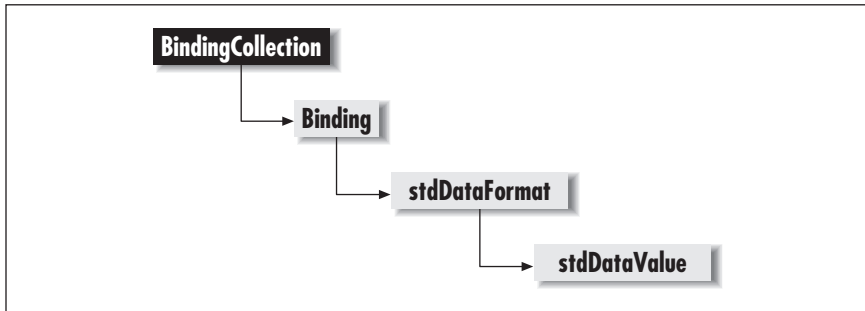 BindingCollection
Binding
stdDataFormat
stdDataValue